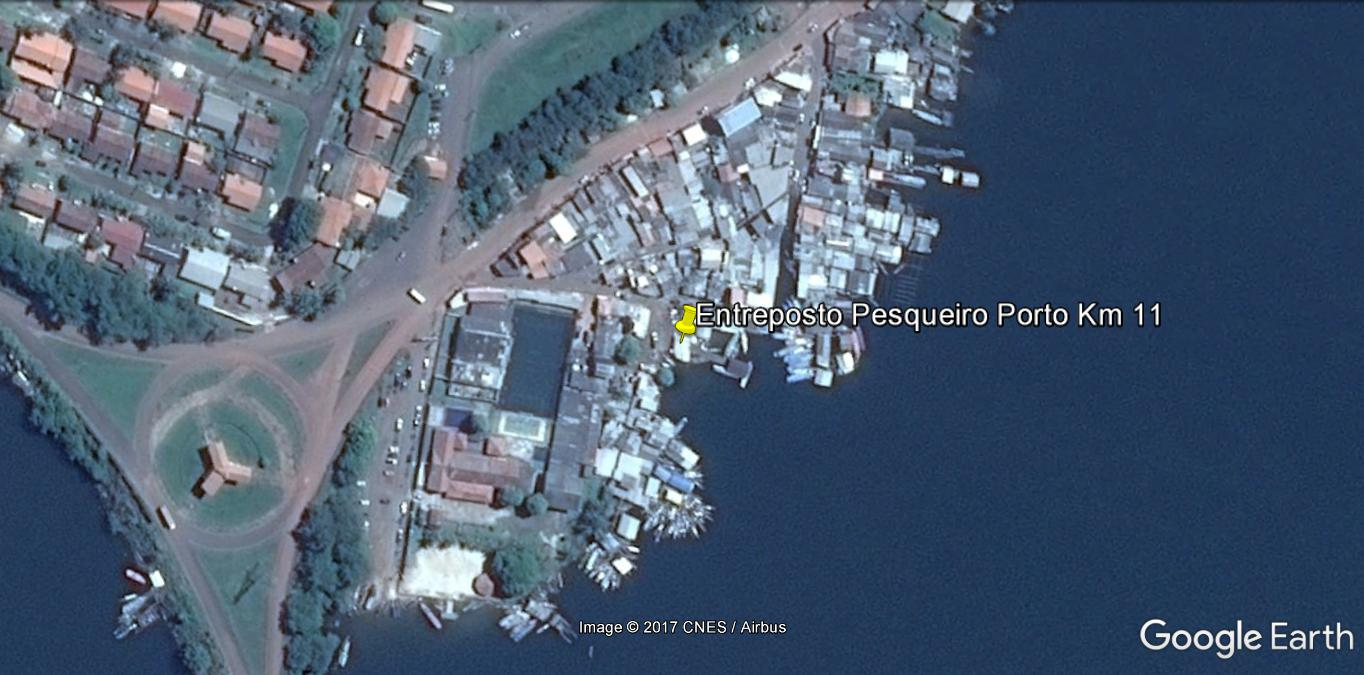 Entreposto Pesqueiro Porto Km 11
Image © 2017 CNES / Airbus
Google Earth